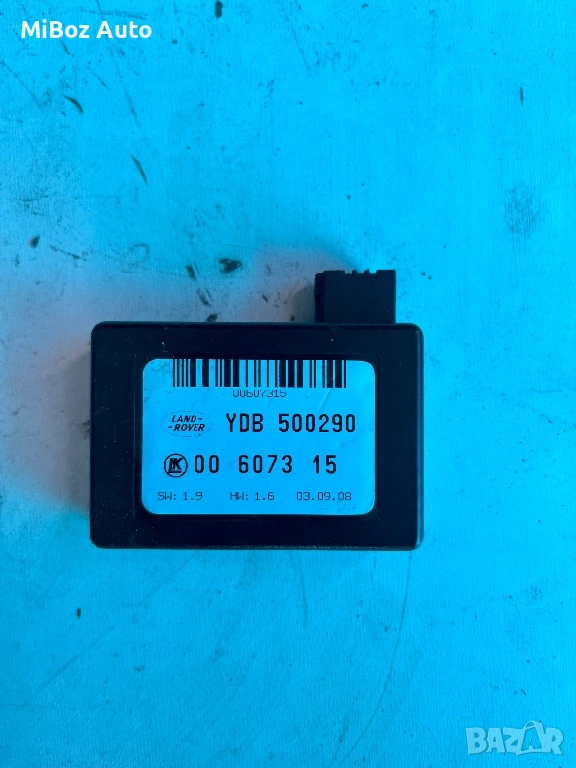 MiBoz Auto
00607315
LAND-
-ROVER
YDB 500290
00 6073 15
SW: 1.9 HW: 1.6 03.09.08
BAZAR